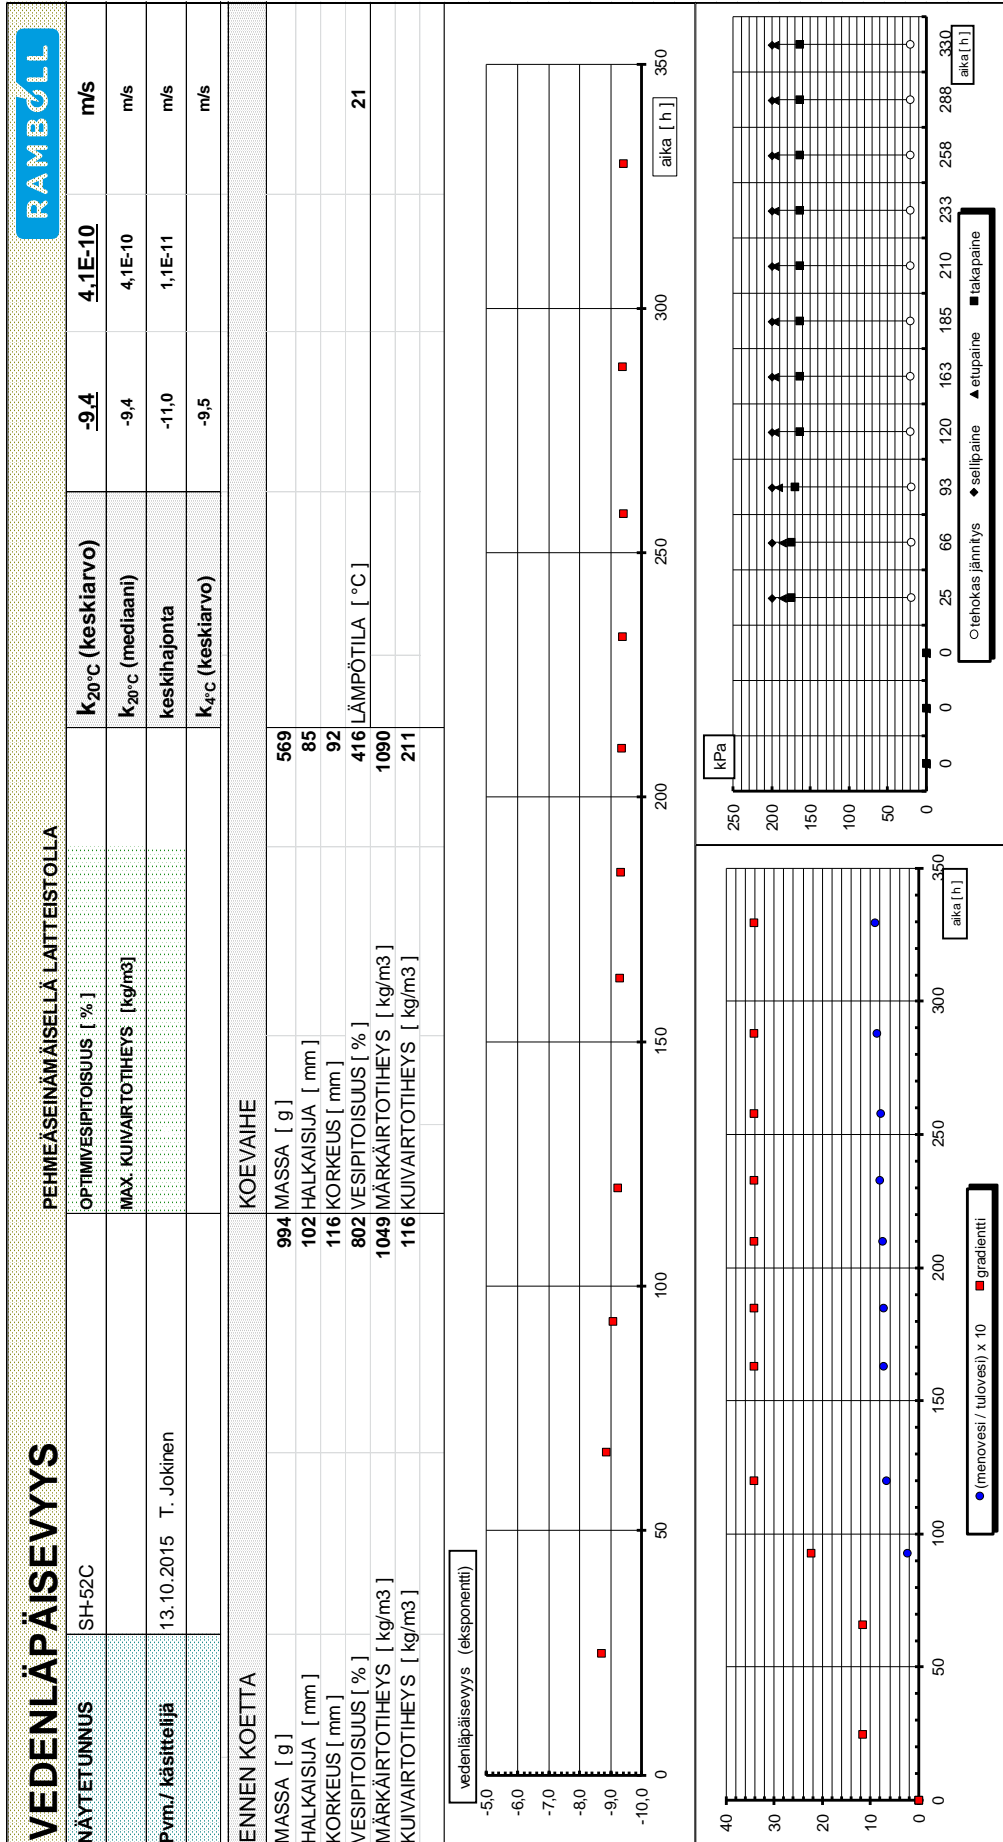 VEDENLÄPÄISEVYYS PEHMEÄSEINÄMÄISELLÄ LAITTEISTOLLA RAMBOLL
NÄYTETUNNUS SH-52C OPTIMIVESIPITOISUUS [ % ] k20°C (keskiarvo) -9,4 4,1E-10 m/s
MAX. KUIVAIRTOTIHEYS [kg/m3] k20°C (mediaani) -9,4 4,1E-10 m/s
Pvm./ käsittelijä 13.10.2015 T. Jokinen keskihajonta -11,0 1,1E-11 m/s
k4°C (keskiarvo) -9,5 m/s
ENNEN KOETTA KOEVAIHE
MASSA [ g ] 994 MASSA [ g ] 569
HALKAISIJA [ mm ] 102 HALKAISIJA [ mm ] 85
KORKEUS [ mm ] 116 KORKEUS [ mm ] 92
VESIPITOISUUS [ % ] 802 VESIPITOISUUS [ % ] 416 LÄMPÖTILA [ °C ] 21
MÄRKÄIRTOTIHEYS [ kg/m3 ] 1049 MÄRKÄIRTOTIHEYS [ kg/m3 ] 1090
KUIVAIRTOTIHEYS [ kg/m3 ] 116 KUIVAIRTOTIHEYS [ kg/m3 ] 211
vedenläpäisevyys (eksponentti)
-5,0
-6,0
-7,0
-8,0
-9,0
-10,0
0 50 100 150 200 250 300 350
aika [ h ]
40
30
20
10
0
0 50 100 150 200 250 300 350
aika [ h ]
(menovesi / tulovesi) x 10 gradientti
kPa
250
200
150
100
50
0
0 0 0 25 66 93 120 163 185 210 233 258 288 330
aika [ h ]
tehokas jännitys sellipaine etupaine takapaine